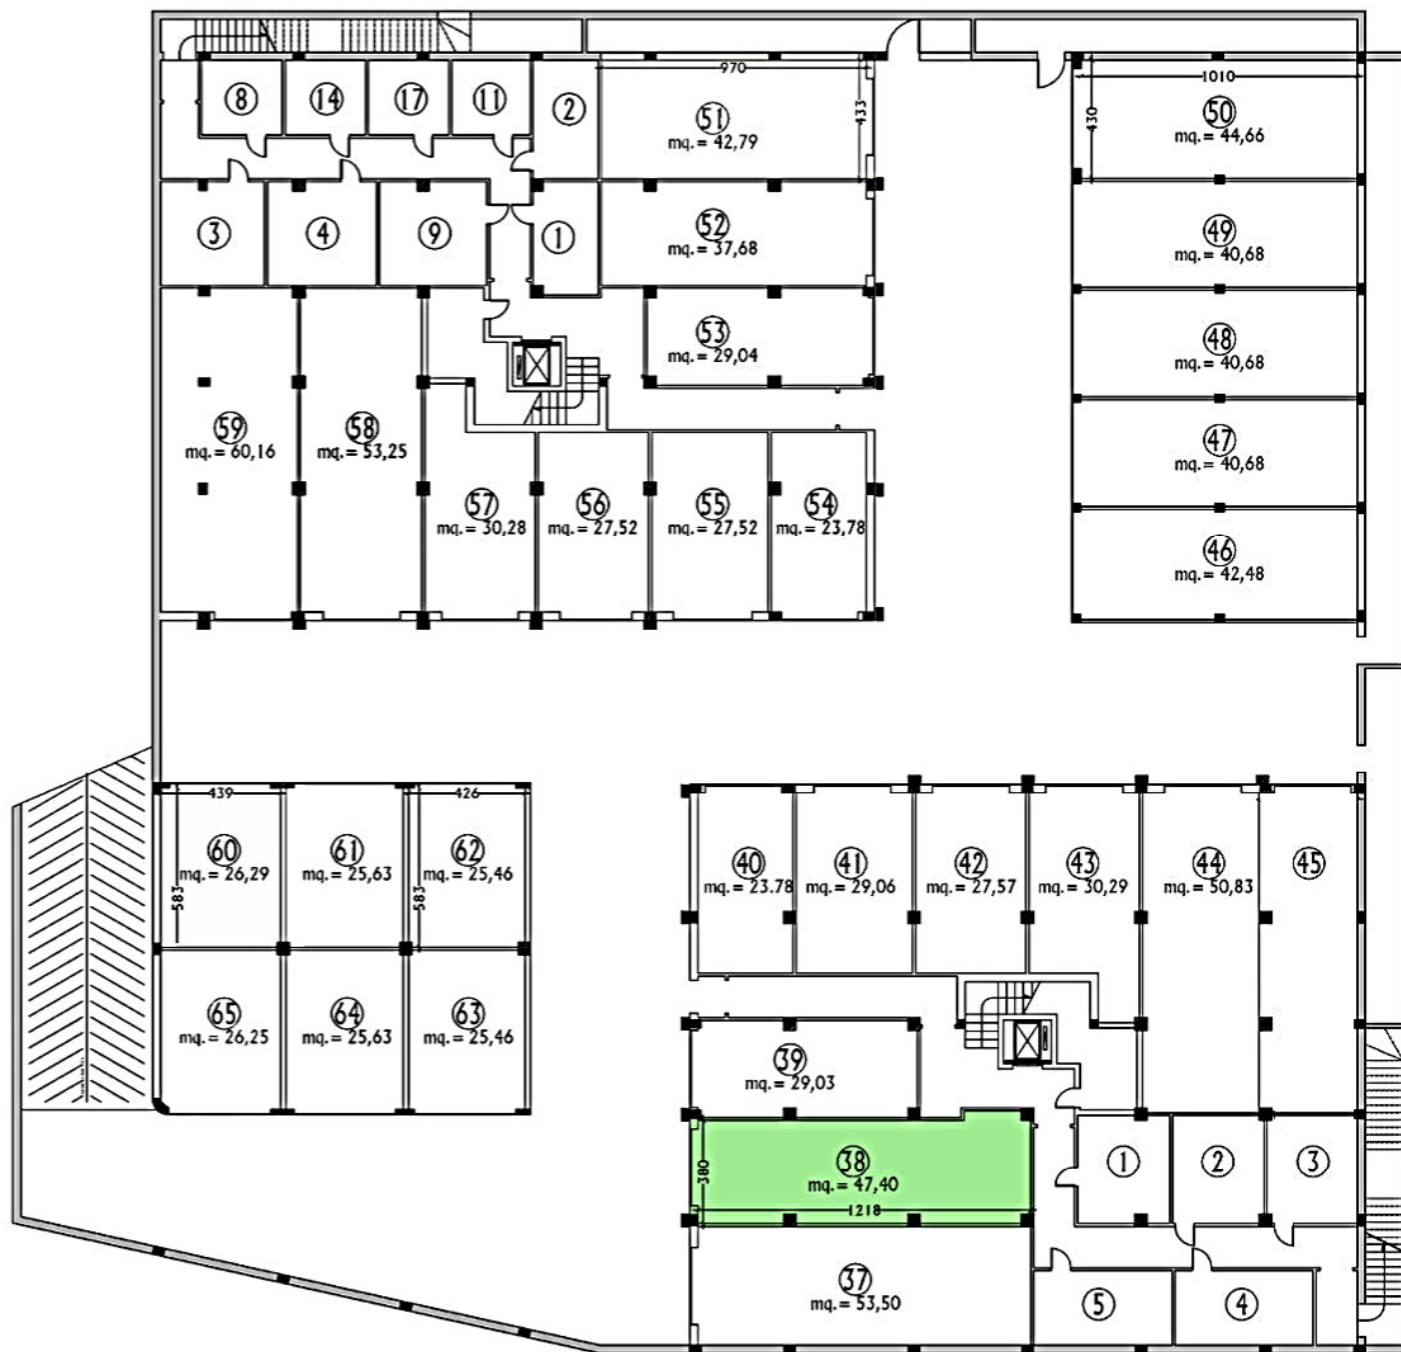 8
14
17
11
2
970
433
51
mq. = 42,79
1010
430
50
mq. = 44,66
3
4
9
1
52
mq. = 37,68
49
mq. = 40,68
53
mq. = 29,04
48
mq. = 40,68
59
mq. = 60,16
58
mq. = 53,25
47
mq. = 40,68
57
mq. = 30,28
56
mq. = 27,52
55
mq. = 27,52
54
mq. = 23,78
46
mq. = 42,48
439
426
60
mq. = 26,29
583
61
mq. = 25,63
62
mq. = 25,46
583
40
mq. = 23.78
41
mq. = 29,06
42
mq. = 27,57
43
mq. = 30,29
44
mq. = 50,83
45
65
mq. = 26,25
64
mq. = 25,63
63
mq. = 25,46
39
mq. = 29,03
38
mq. = 47,40
380
1218
1
2
3
37
mq. = 53,50
5
4